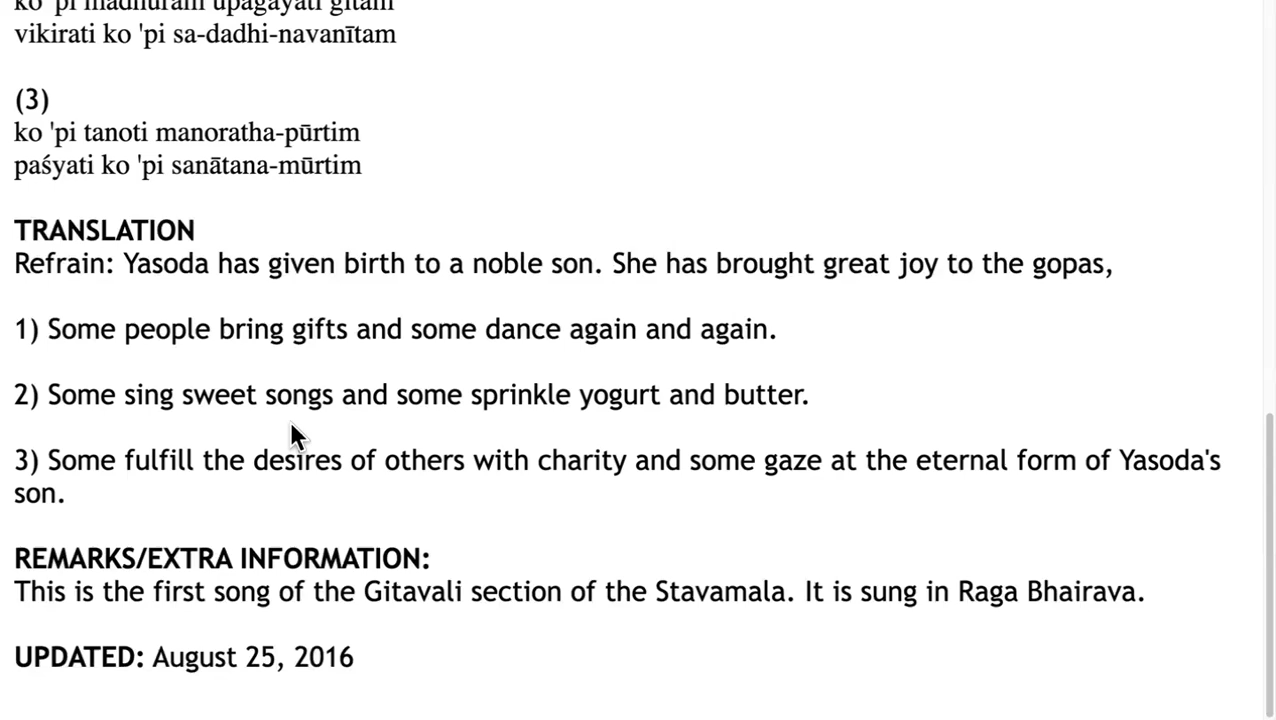 ko 'pi madhuram upagāyati gītam
vikirati ko 'pi sa-dadhi-navanītam
(3)
ko 'pi tanoti manoratha-pūrtim
paśyati ko 'pi sanātana-mūrtim
TRANSLATION
Refrain: Yasoda has given birth to a noble son. She has brought great joy to the gopas,
1) Some people bring gifts and some dance again and again.
2) Some sing sweet songs and some sprinkle yogurt and butter.
3) Some fulfill the desires of others with charity and some gaze at the eternal form of Yasoda's
son.
REMARKS/EXTRA INFORMATION:
This is the first song of the Gitavali section of the Stavamala. It is sung in Raga Bhairava.
UPDATED: August 25, 2016